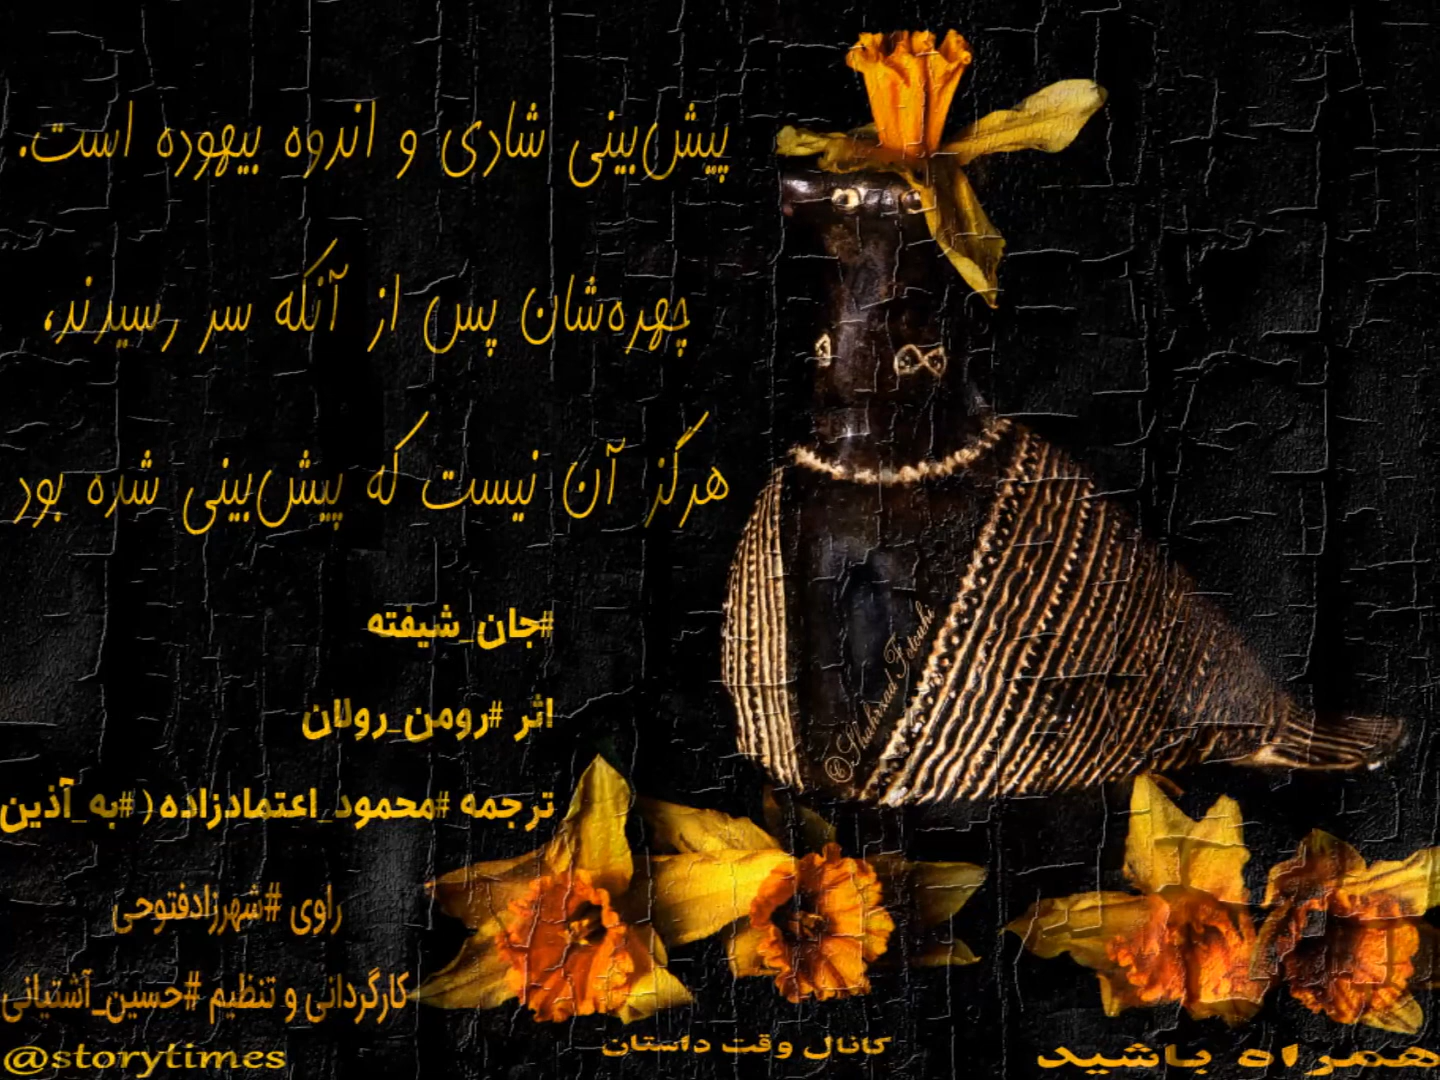 پیش‌بینی شادی و اندوه بیهوده است.
چهره‌شان پس از آنکه سر رسیدند،
هرگز آن نیست که پیش‌بینی شده بود
#جان_شیفته
اثر #رومن_رولان
ترجمه #محمود_اعتمادزاده ( #به_آذین
راوی #شهرزادفتوحی
کارگردانی و تنظیم #حسین_آشتیانی
@storytimes
کانال وقت داستان
همراه باشید
©Shahrzad Fotouhi